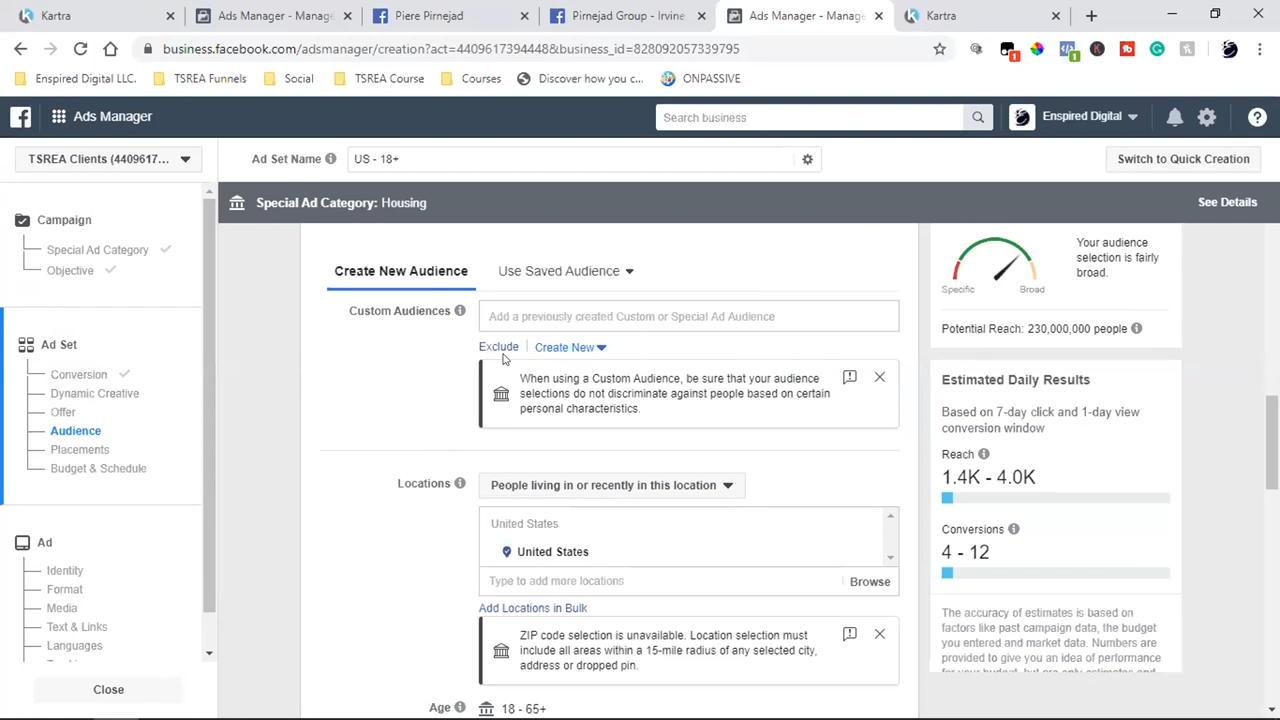 Kartra
Ads Manager - Manage
Piere Pirnejad
Pirnejad Group - Irvine
Ads Manager - Manage
Kartra
business.facebook.com/adsmanager/creation?act=4409617394448&business_id=828092057339795
1
1
Enspired Digital LLC.
TSREA Funnels
Social
TSREA Course
Courses
Discover how you c...
ONPASSIVE
Ads Manager
Search business
Enspired Digital
TSREA Clients (4409617...
Ad Set Name
US - 18+
Switch to Quick Creation
Special Ad Category: Housing
See Details
Campaign
Special Ad Category
Objective
Ad Set
Conversion
Dynamic Creative
Offer
Audience
Placements
Budget & Schedule
Ad
Identity
Format
Media
Text & Links
Languages
Close
Create New Audience
Use Saved Audience
Custom Audiences
Add a previously created Custom or Special Ad Audience
Exclude
Create New
When using a Custom Audience, be sure that your audience
selections do not discriminate against people based on certain
personal characteristics.
Locations
People living in or recently in this location
United States
United States
Type to add more locations
Browse
Add Locations in Bulk
ZIP code selection is unavailable. Location selection must
include all areas within a 15-mile radius of any selected city,
address or dropped pin.
Age
18 - 65+
Specific
Broad
Your audience
selection is fairly
broad.
Potential Reach: 230,000,000 people
Estimated Daily Results
Based on 7-day click and 1-day view
conversion window
Reach
1.4K - 4.0K
Conversions
4 - 12
The accuracy of estimates is based on
factors like past campaign data, the budget
you entered and market data. Numbers are
provided to give you an idea of performance